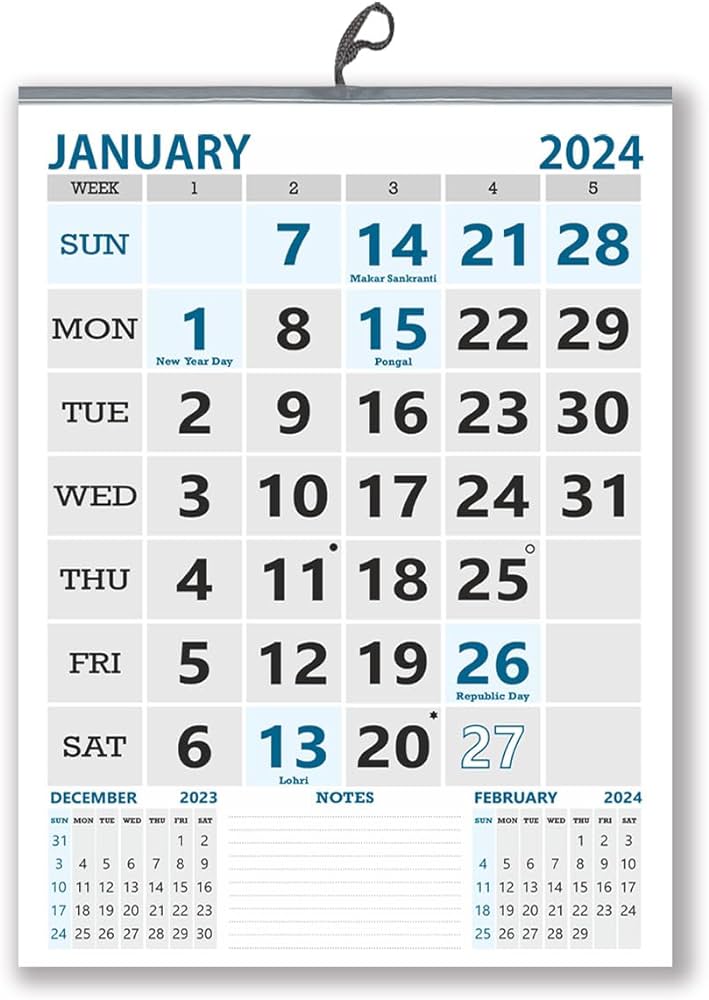 JANUARY 2024
WEEK 1 2 3 4 5
SUN 7 14 21 28
Makar Sankranti
MON 1 8 15 22 29
New Year Day Pongal
TUE 2 9 16 23 30
WED 3 10 17 24 31
THU 4 11 18 25
FRI 5 12 19 26
Republic Day
SAT 6 13 20 27
Lohri
DECEMBER 2023 NOTES FEBRUARY 2024
SUN MON TUE WED THU FRI SAT SUN MON TUE WED THU FRI SAT
31 1 2 1 2 3
3 4 5 6 7 8 9 4 5 6 7 8 9 10
10 11 12 13 14 15 16 11 12 13 14 15 16 17
17 18 19 20 21 22 23 18 19 20 21 22 23 24
24 25 26 27 28 29 30 25 26 27 28 29